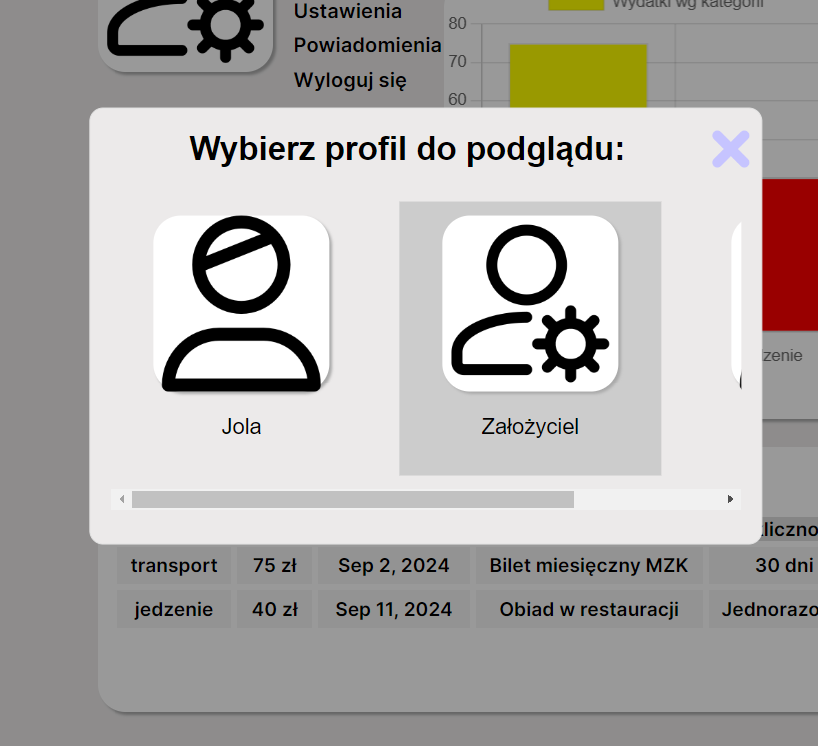 Ustawienia
Powiadomienia
Wyloguj się
Wydatki wg kategorii
80
70
60
Wybierz profil do podglądu:
Jola
Założyciel
zenie
kliczno
transport 75 zł Sep 2, 2024 Bilet miesięczny MZK 30 dni
jedzenie 40 zł Sep 11, 2024 Obiad w restauracji Jednorazo